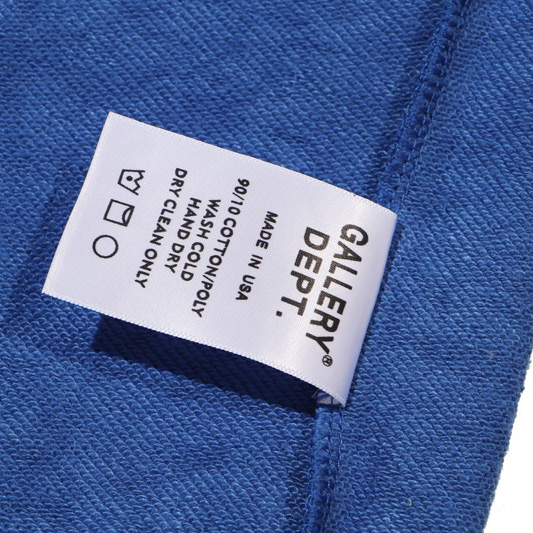 GALLERY
DEPT.®
MADE IN USA
90/10 COTTON/POLY
WASH COLD
HAND DRY
DRY CLEAN ONLY